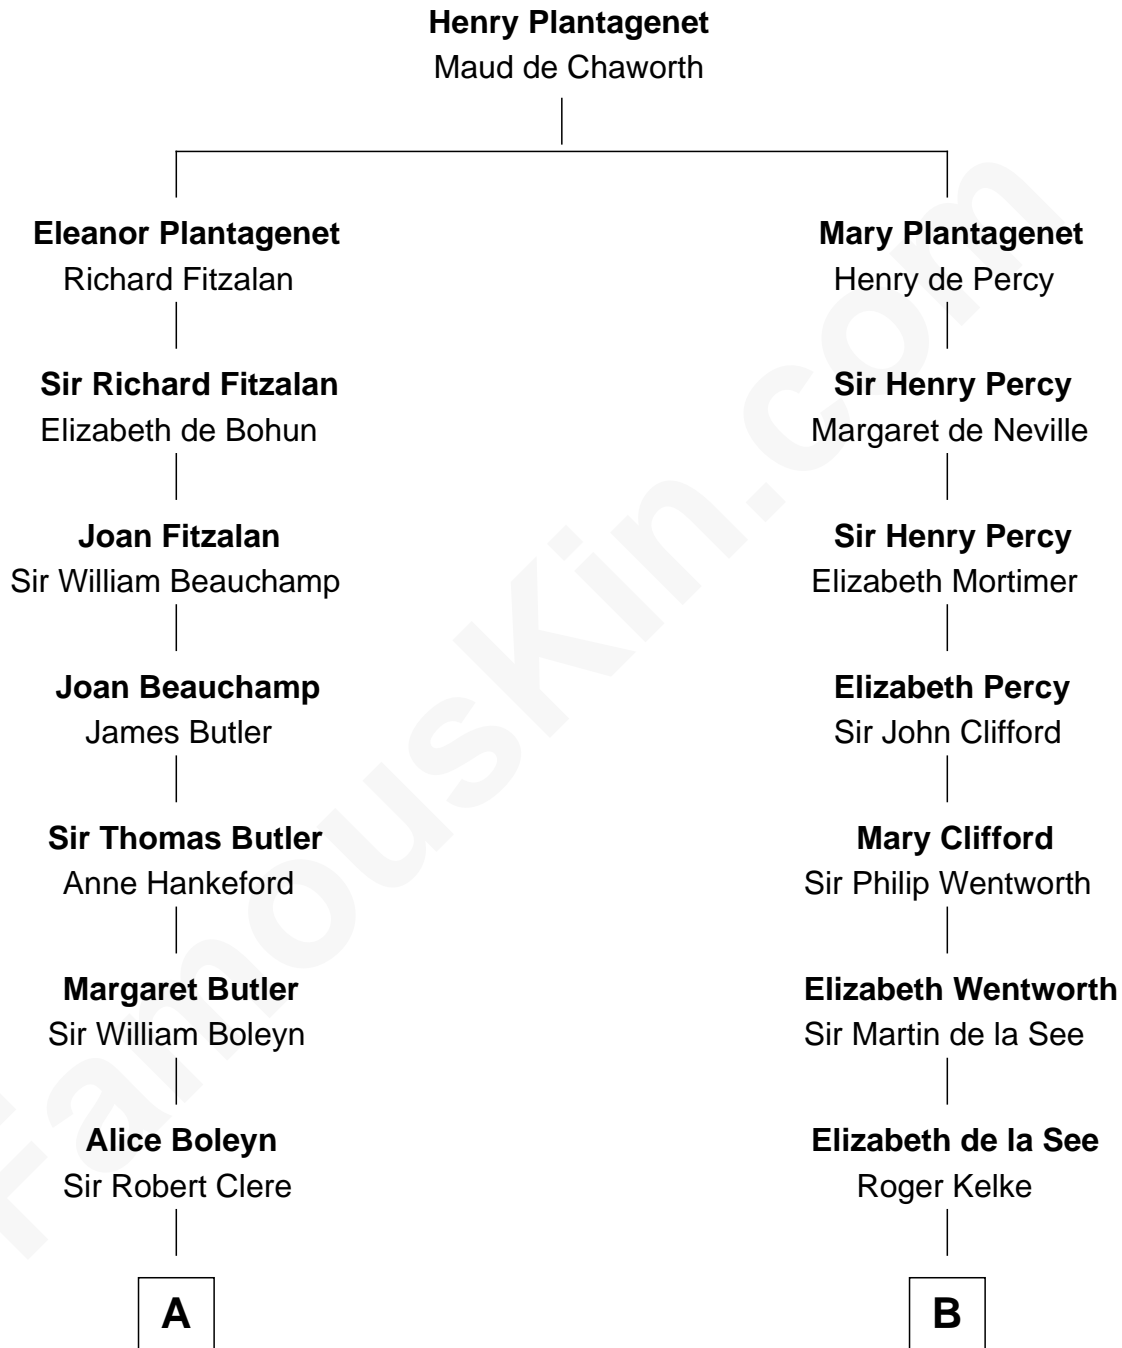 Henry Plantagenet
Maud de Chaworth
Eleanor Plantagenet
Richard Fitzalan
Mary Plantagenet
Henry de Percy
Sir Richard Fitzalan
Elizabeth de Bohun
Sir Henry Percy
Margaret de Neville
Joan Fitzalan
Sir William Beauchamp
Sir Henry Percy
Elizabeth Mortimer
Joan Beauchamp
James Butler
Elizabeth Percy
Sir John Clifford
Sir Thomas Butler
Anne Hankeford
Mary Clifford
Sir Philip Wentworth
Margaret Butler
Sir William Boleyn
Elizabeth Wentworth
Sir Martin de la See
Alice Boleyn
Sir Robert Clere
Elizabeth de la See
Roger Kelke
A
B
FamousKin.com